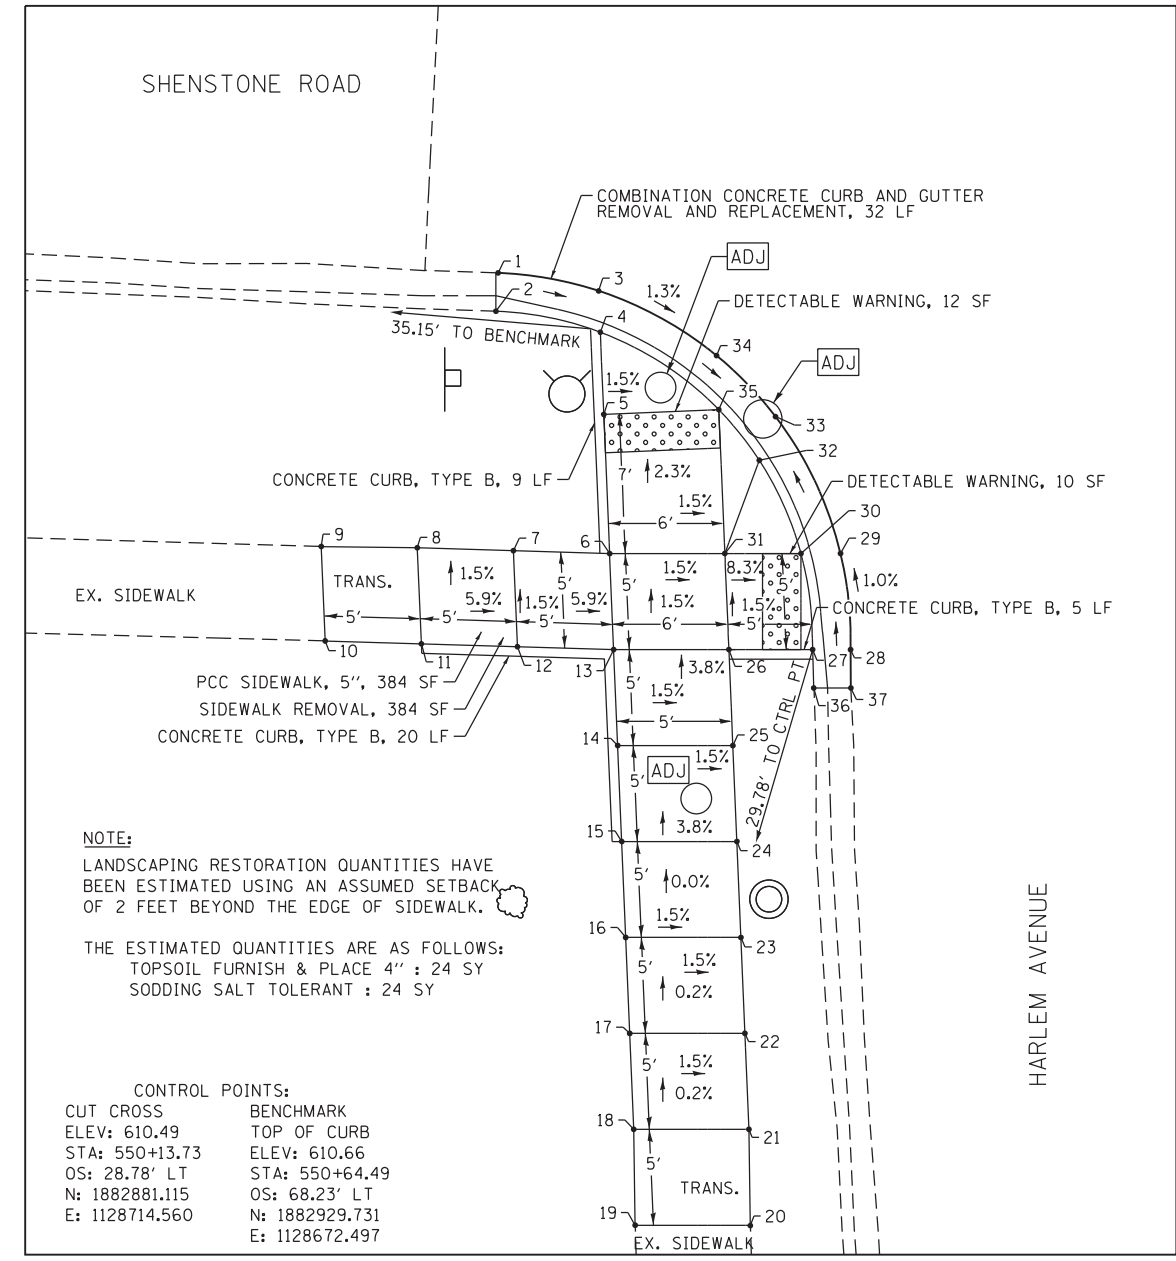 SHENSTONE ROAD
COMBINATION CONCRETE CURB AND GUTTER
REMOVAL AND REPLACEMENT, 32 LF
ADJ
1
3
1.3%
2
DETECTABLE WARNING, 12 SF
4
35.15' TO BENCHMARK
34
ADJ
1.5%
5
35
33
32
7'
2.3%
CONCRETE CURB, TYPE B, 9 LF
DETECTABLE WARNING, 10 SF
1.5%
6'
30
9
8
7
6
31
29
EX. SIDEWALK
TRANS.
1.5%
5.9%
5'
5'
1.5%
5.9%
5'
5'
5'
1.5%
1.5%
6'
8.3%
1.5%
5'
5'
1.0%
CONCRETE CURB, TYPE B, 5 LF
10
11
12
13
26
27
28
PCC SIDEWALK, 5", 384 SF
SIDEWALK REMOVAL, 384 SF
CONCRETE CURB, TYPE B, 20 LF
5'
3.8%
1.5%
5'
36
37
29.78' TO CTRL PT
14
25
1.5%
ADJ
5'
3.8%
15
24
NOTE:
LANDSCAPING RESTORATION QUANTITIES HAVE
BEEN ESTIMATED USING AN ASSUMED SETBACK
OF 2 FEET BEYOND THE EDGE OF SIDEWALK.
THE ESTIMATED QUANTITIES ARE AS FOLLOWS:
TOPSOIL FURNISH & PLACE 4" : 24 SY
SODDING SALT TOLERANT : 24 SY
5'
0.0%
1.5%
16
23
5'
1.5%
0.2%
17
22
5'
1.5%
0.2%
18
21
5'
TRANS.
19
20
EX. SIDEWALK
HARLEM AVENUE
CONTROL POINTS:
CUT CROSS
ELEV: 610.49
STA: 550+13.73
OS: 28.78' LT
N: 1882881.115
E: 1128714.560
BENCHMARK
TOP OF CURB
ELEV: 610.66
STA: 550+64.49
OS: 68.23' LT
N: 1882929.731
E: 1128672.497